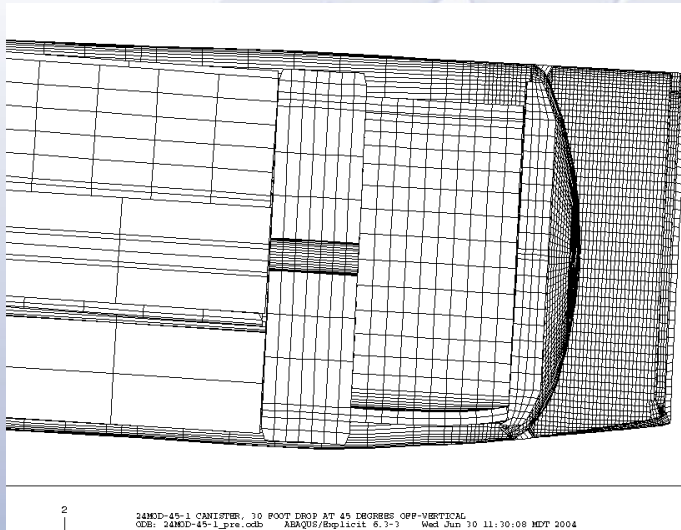 2
24MOD-45-1 CANISTER, 30 FOOT DROP AT 45 DEGREES OFF-VERTICAL
ODB: 24MOD-45-1_pre.odb ABAQUS/Explicit 6.3-3 Wed Jun 30 11:30:08 MDT 2004